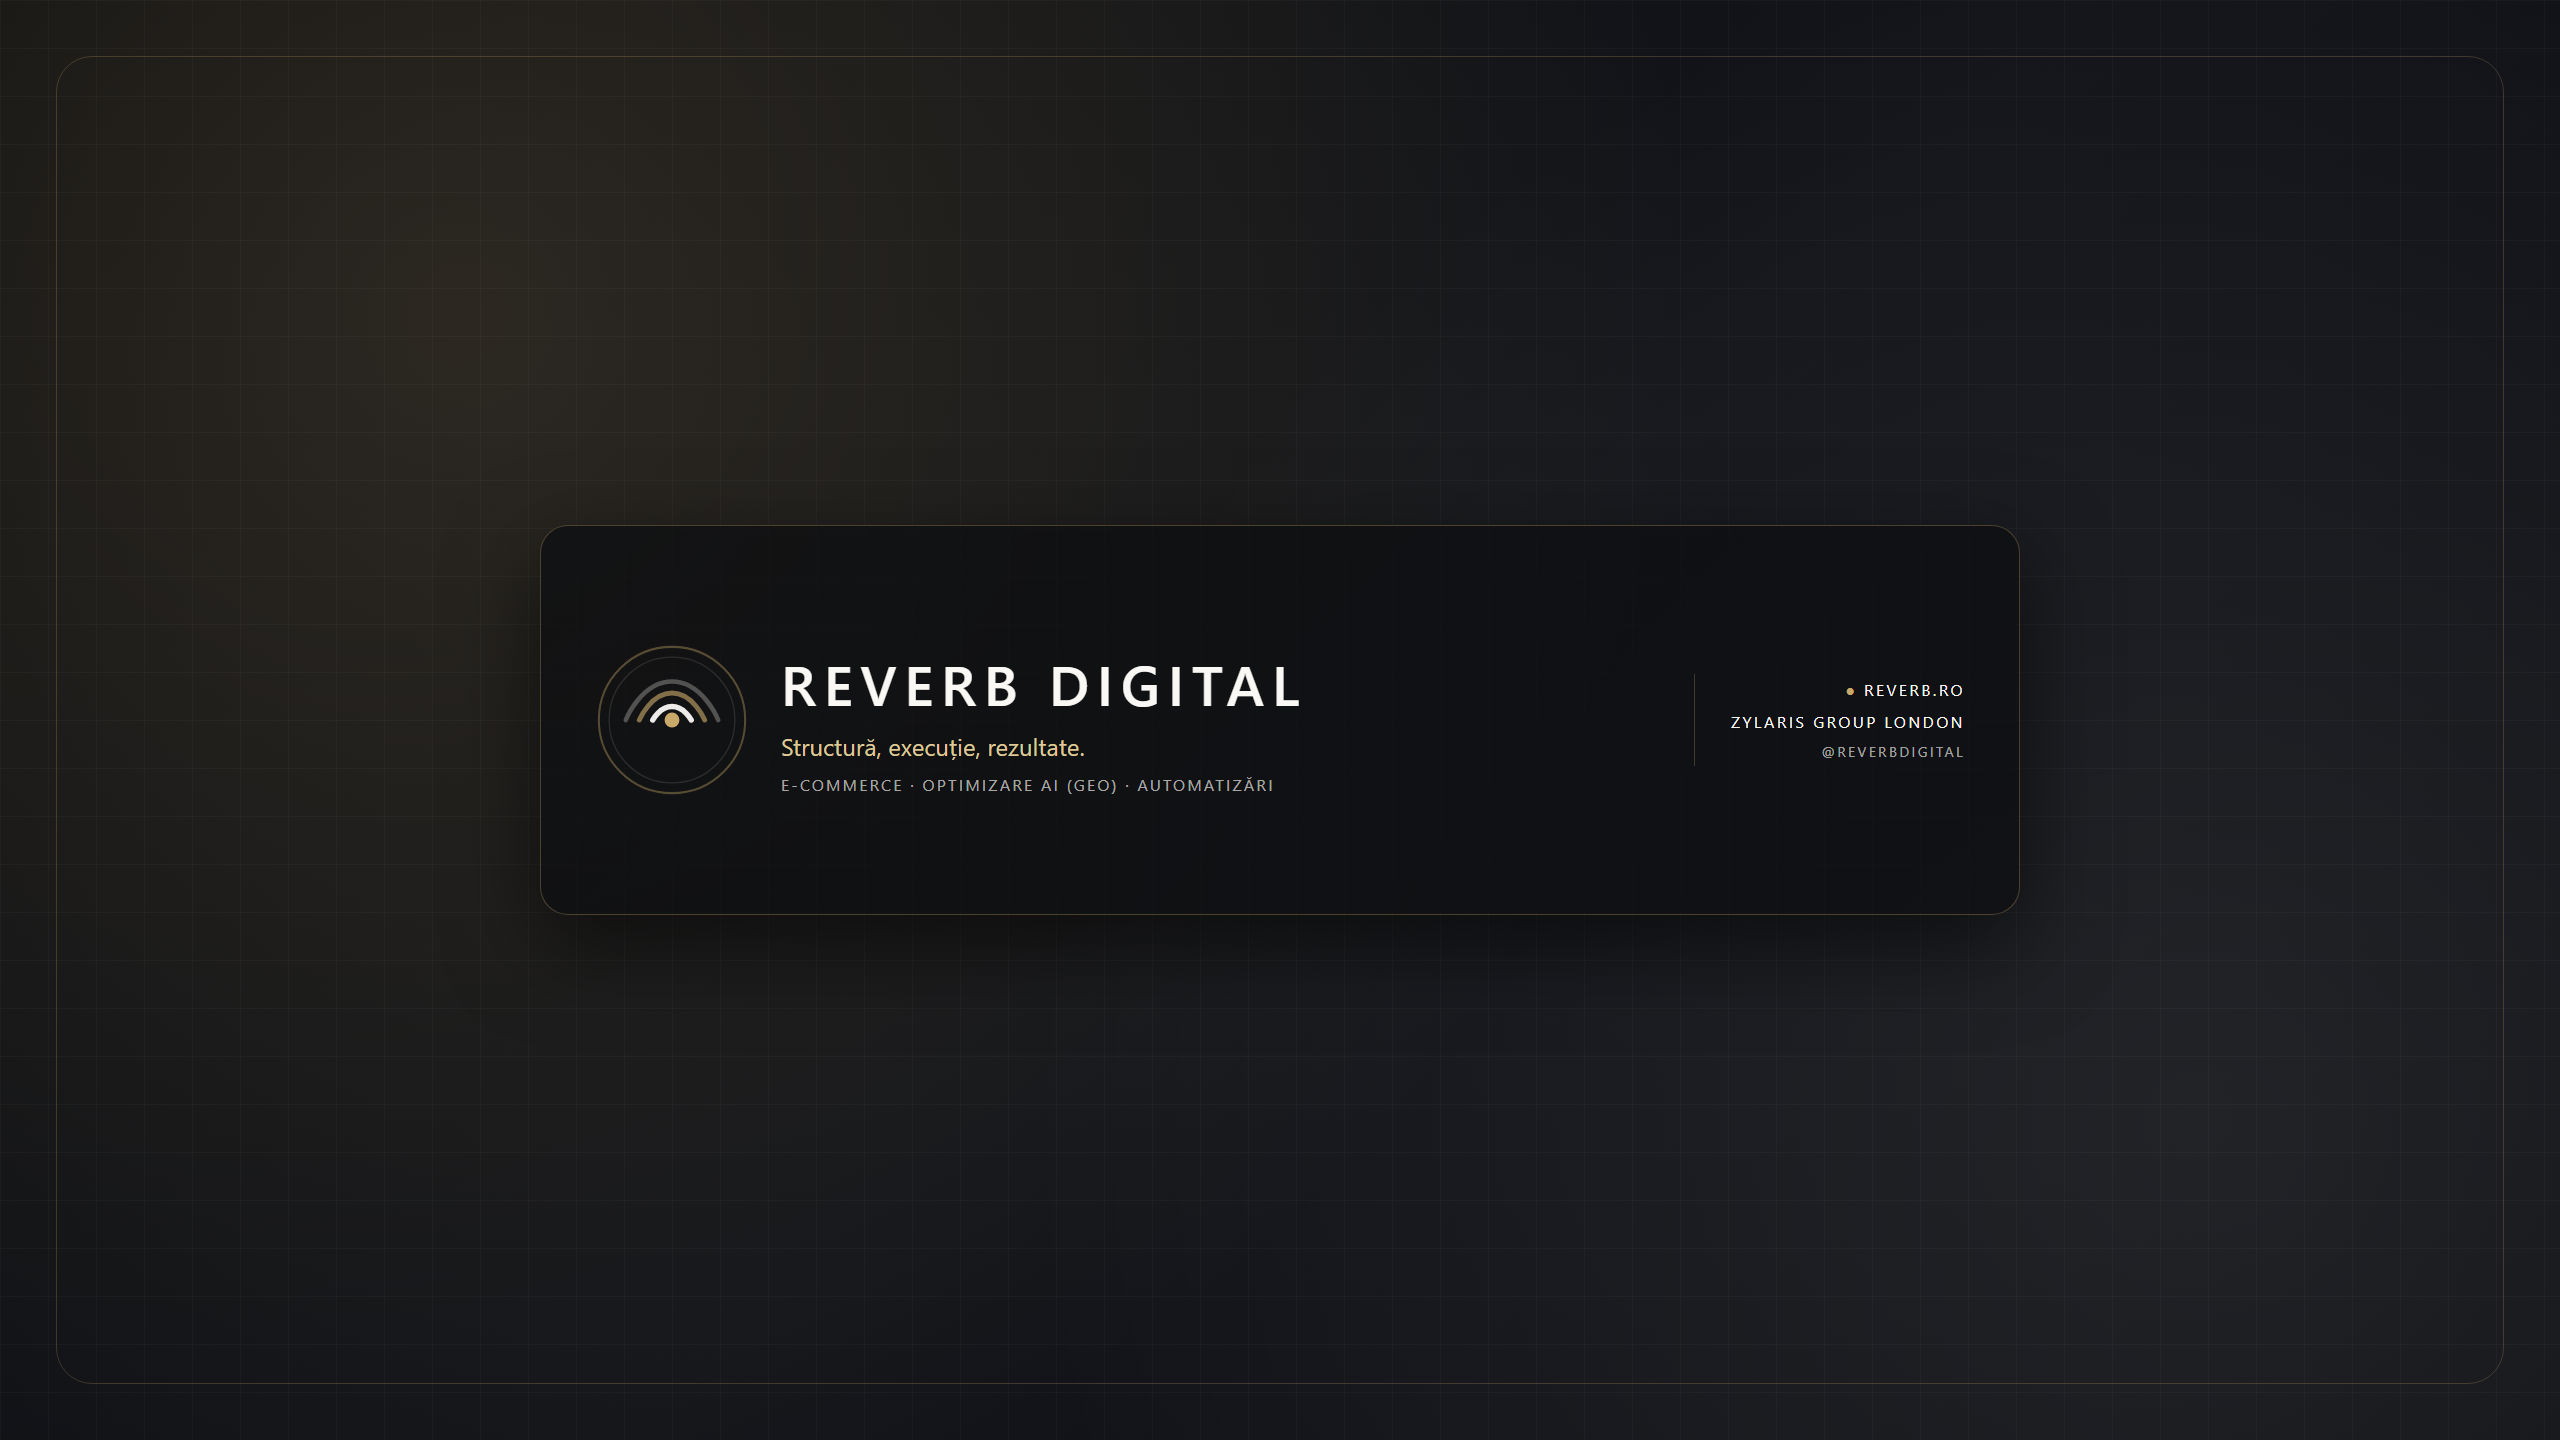 REVERB DIGITAL
Structură, execuție, rezultate.
E-COMMERCE · OPTIMIZARE AI (GEO) · AUTOMATIZĂRI
● REVERB.RO
ZYLARIS GROUP LONDON
@REVERBDIGITAL